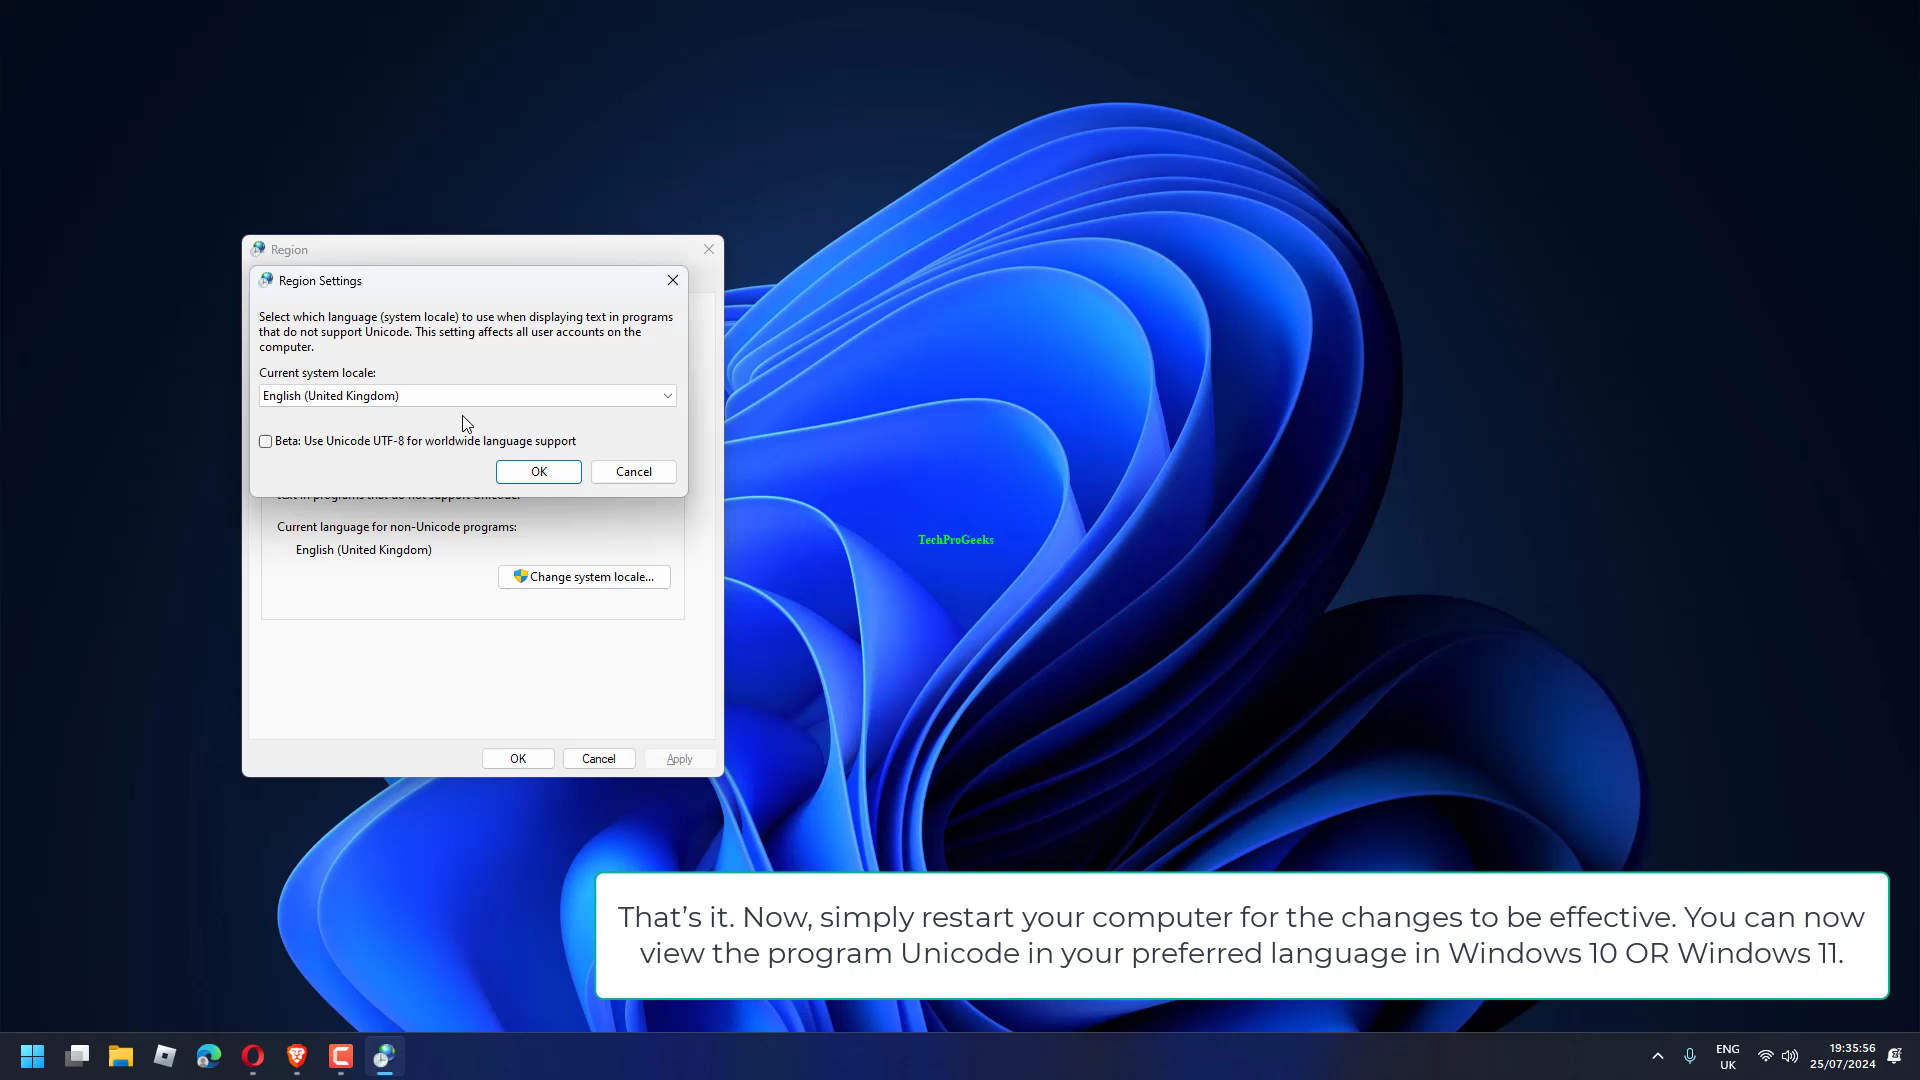 Region
Region Settings
Select which language (system locale) to use when displaying text in programs
that do not support Unicode. This setting affects all user accounts on the
computer.
Current system locale:
English (United Kingdom)
Beta: Use Unicode UTF-8 for worldwide language support
OK
Cancel
text in programs that do not support Unicode.
Current language for non-Unicode programs:
English (United Kingdom)
Change system locale...
OK
Cancel
Apply
TechProGeeks
That’s it. Now, simply restart your computer for the changes to be effective. You can now
view the program Unicode in your preferred language in Windows 10 OR Windows 11.
ENG
UK
19:35:56
25/07/2024